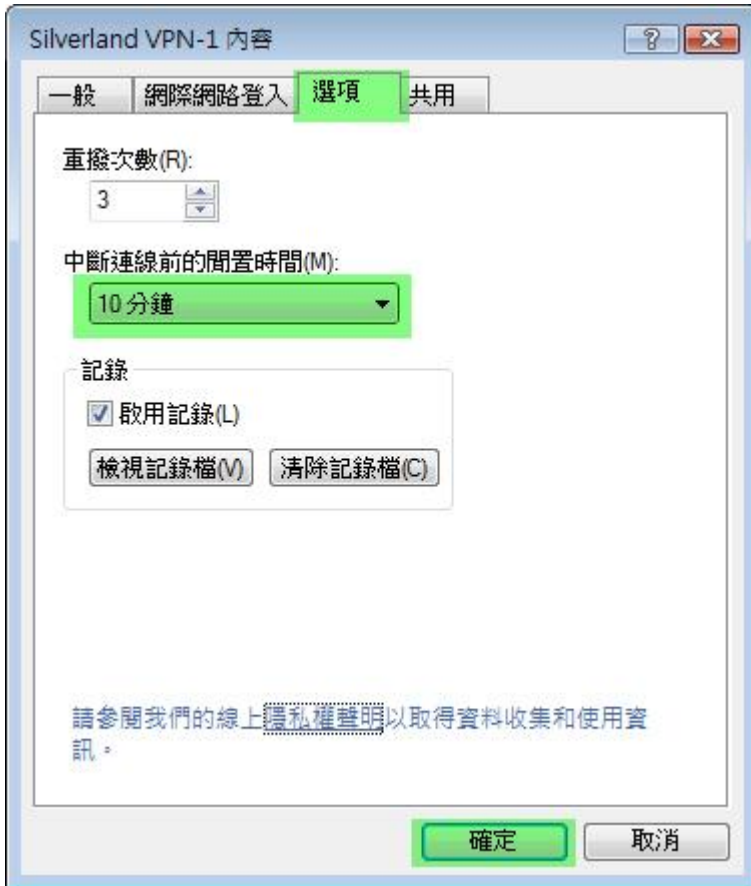 Silverland VPN-1 內容
一般 網際網路登入 選項 共用
重撥次數(R):
3
中斷連線前的閒置時間(M):
10 分鐘
記錄
啟用記錄(L)
檢視記錄檔(V) 清除記錄檔(C)
請參閱我們的線上隱私權聲明以取得資料收集和使用資
訊。
確定 取消